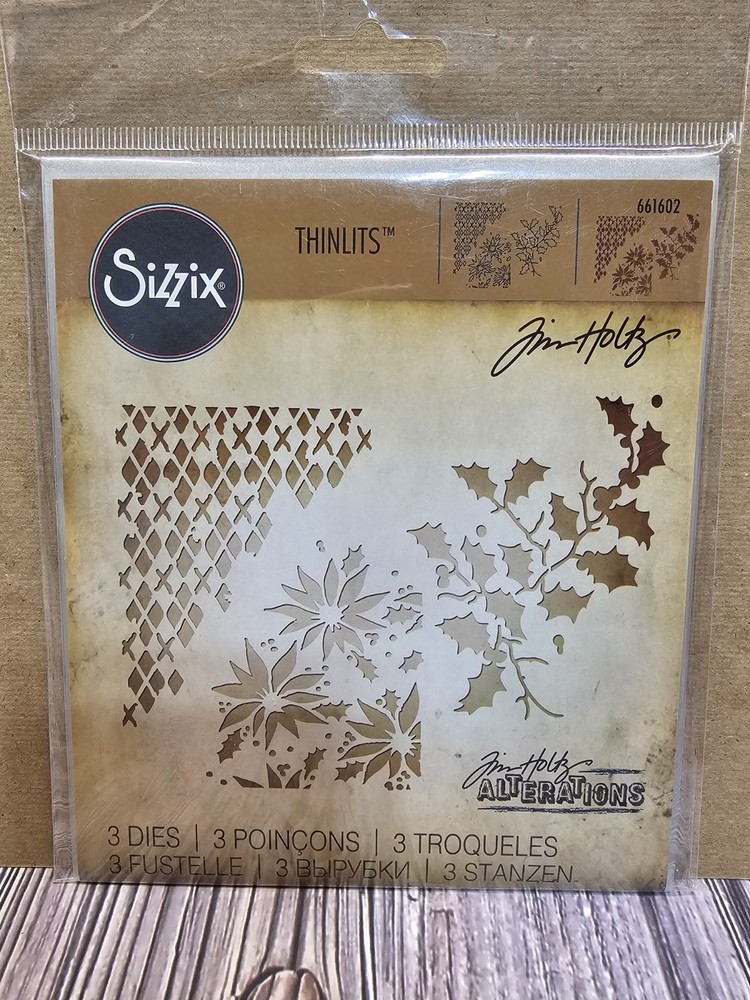 661602
THINLITS™
Sizzix®
Tim Holtz®
Tim Holtz
ALTERATIONS
3 DIES | 3 POINÇONS | 3 TROQUELES
3 FUSTELLE | 3 ВЫРУБКИ | 3 STANZEN